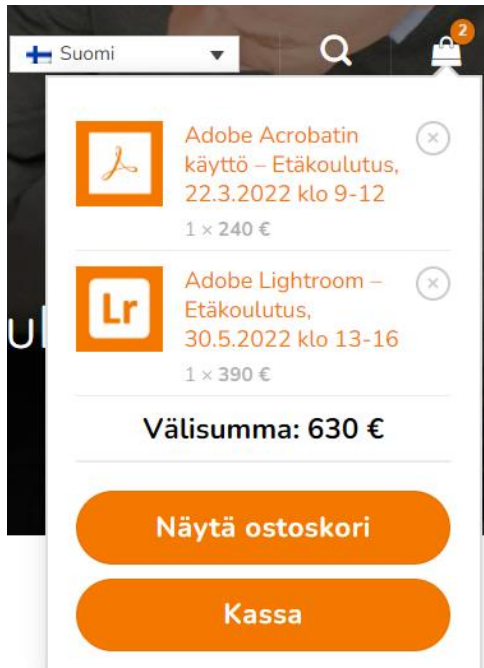 Suomi
2
Adobe Acrobatin
käyttö – Etäkoulutus,
22.3.2022 klo 9-12
1 × 240 €
Lr
Adobe Lightroom –
Etäkoulutus,
30.5.2022 klo 13-16
1 × 390 €
Välisumma: 630 €
Näytä ostoskori
Kassa